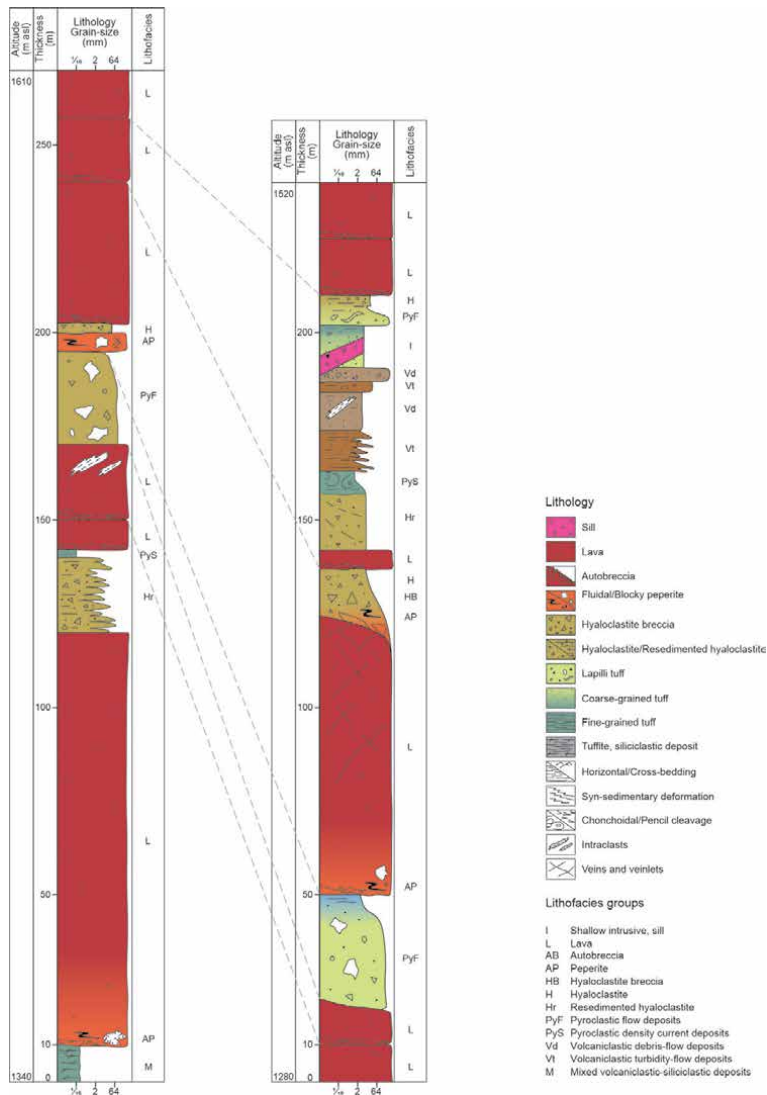 Altitude
(m asl)
Thickness
(m)
Lithology
Grain-size
(mm)
Lithofacies
¹⁄₁₆ 2 64
1610
L
250
L
L
200
H
AP
PyF
L
150
L
PyS
Hr
100
L
50
10
AP
M
1340
0
¹⁄₁₆ 2 64
Altitude
(m asl)
Thickness
(m)
Lithology
Grain-size
(mm)
Lithofacies
¹⁄₁₆ 2 64
1520
L
L
H
PyF
200
I
Vd
Vt
Vd
Vt
PyS
Hr
150
L
H
HB
AP
100
L
AP
50
PyF
L
10
L
1280
0
¹⁄₁₆ 2 64
Lithology
Sill
Lava
Autobreccia
Fluidal/Blocky peperite
Hyaloclastite breccia
Hyaloclastite/Resedimented hyaloclastite
Lapilli tuff
Coarse-grained tuff
Fine-grained tuff
Tuffite, siliciclastic deposit
Horizontal/Cross-bedding
Syn-sedimentary deformation
Chonchoidal/Pencil cleavage
Intraclasts
Veins and veinlets
Lithofacies groups
I Shallow intrusive, sill
L Lava
AB Autobreccia
AP Peperite
HB Hyaloclastite breccia
H Hyaloclastite
Hr Resedimented hyaloclastite
PyF Pyroclastic flow deposits
PyS Pyroclastic density current deposits
Vd Volcaniclastic debris-flow deposits
Vt Volcaniclastic turbidity-flow deposits
M Mixed volcaniclastic-siliciclastic deposits